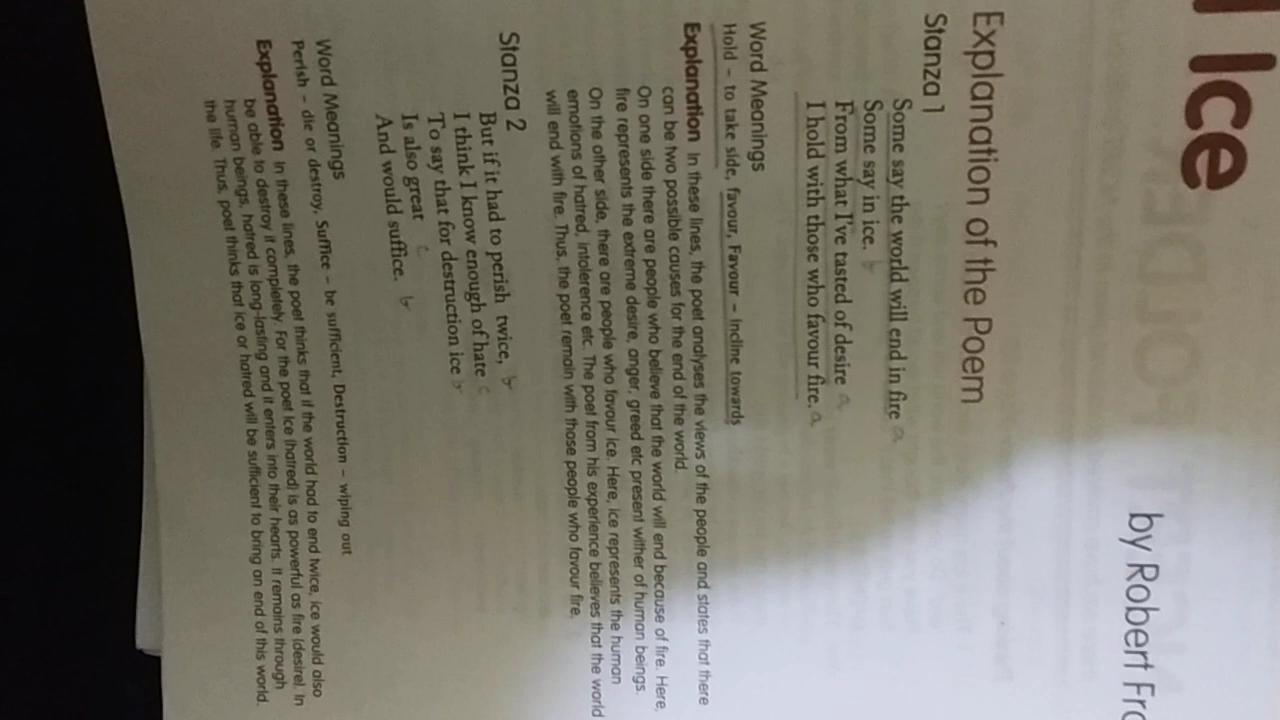 Ice
by Robert Fro
Explanation of the Poem
Stanza 1
Some say the world will end in fire a
Some say in ice. b
From what I've tasted of desire a
I hold with those who favour fire. a
Word Meanings
Hold – to take side, favour, Favour – Incline towards
Explanation In these lines, the poet analyses the views of the people and states that there
can be two possible causes for the end of the world.
On one side there are people who believe that the world will end because of fire. Here,
fire represents the extreme desire, anger, greed etc present wither of human beings.
On the other side, there are people who favour ice. Here, ice represents the human
emotions of hatred, intolerence etc. The poet from his experience believes that the world
will end with fire. Thus, the poet remain with those people who favour fire.
Stanza 2
But if it had to perish twice, b
I think I know enough of hate c
To say that for destruction ice b
Is also great c
And would suffice. b
Word Meanings
Perish – die or destroy, Suffice – be sufficient, Destruction – wiping out
Explanation In these lines, the poet thinks that if the world had to end twice, ice would also
be able to destroy it completely. For the poet ice (hatred) is as powerful as fire (desire). In
human beings, hatred is long-lasting and it enters into their hearts. It remains through
the life. Thus, poet thinks that ice or hatred will be sufficient to bring an end of this world.